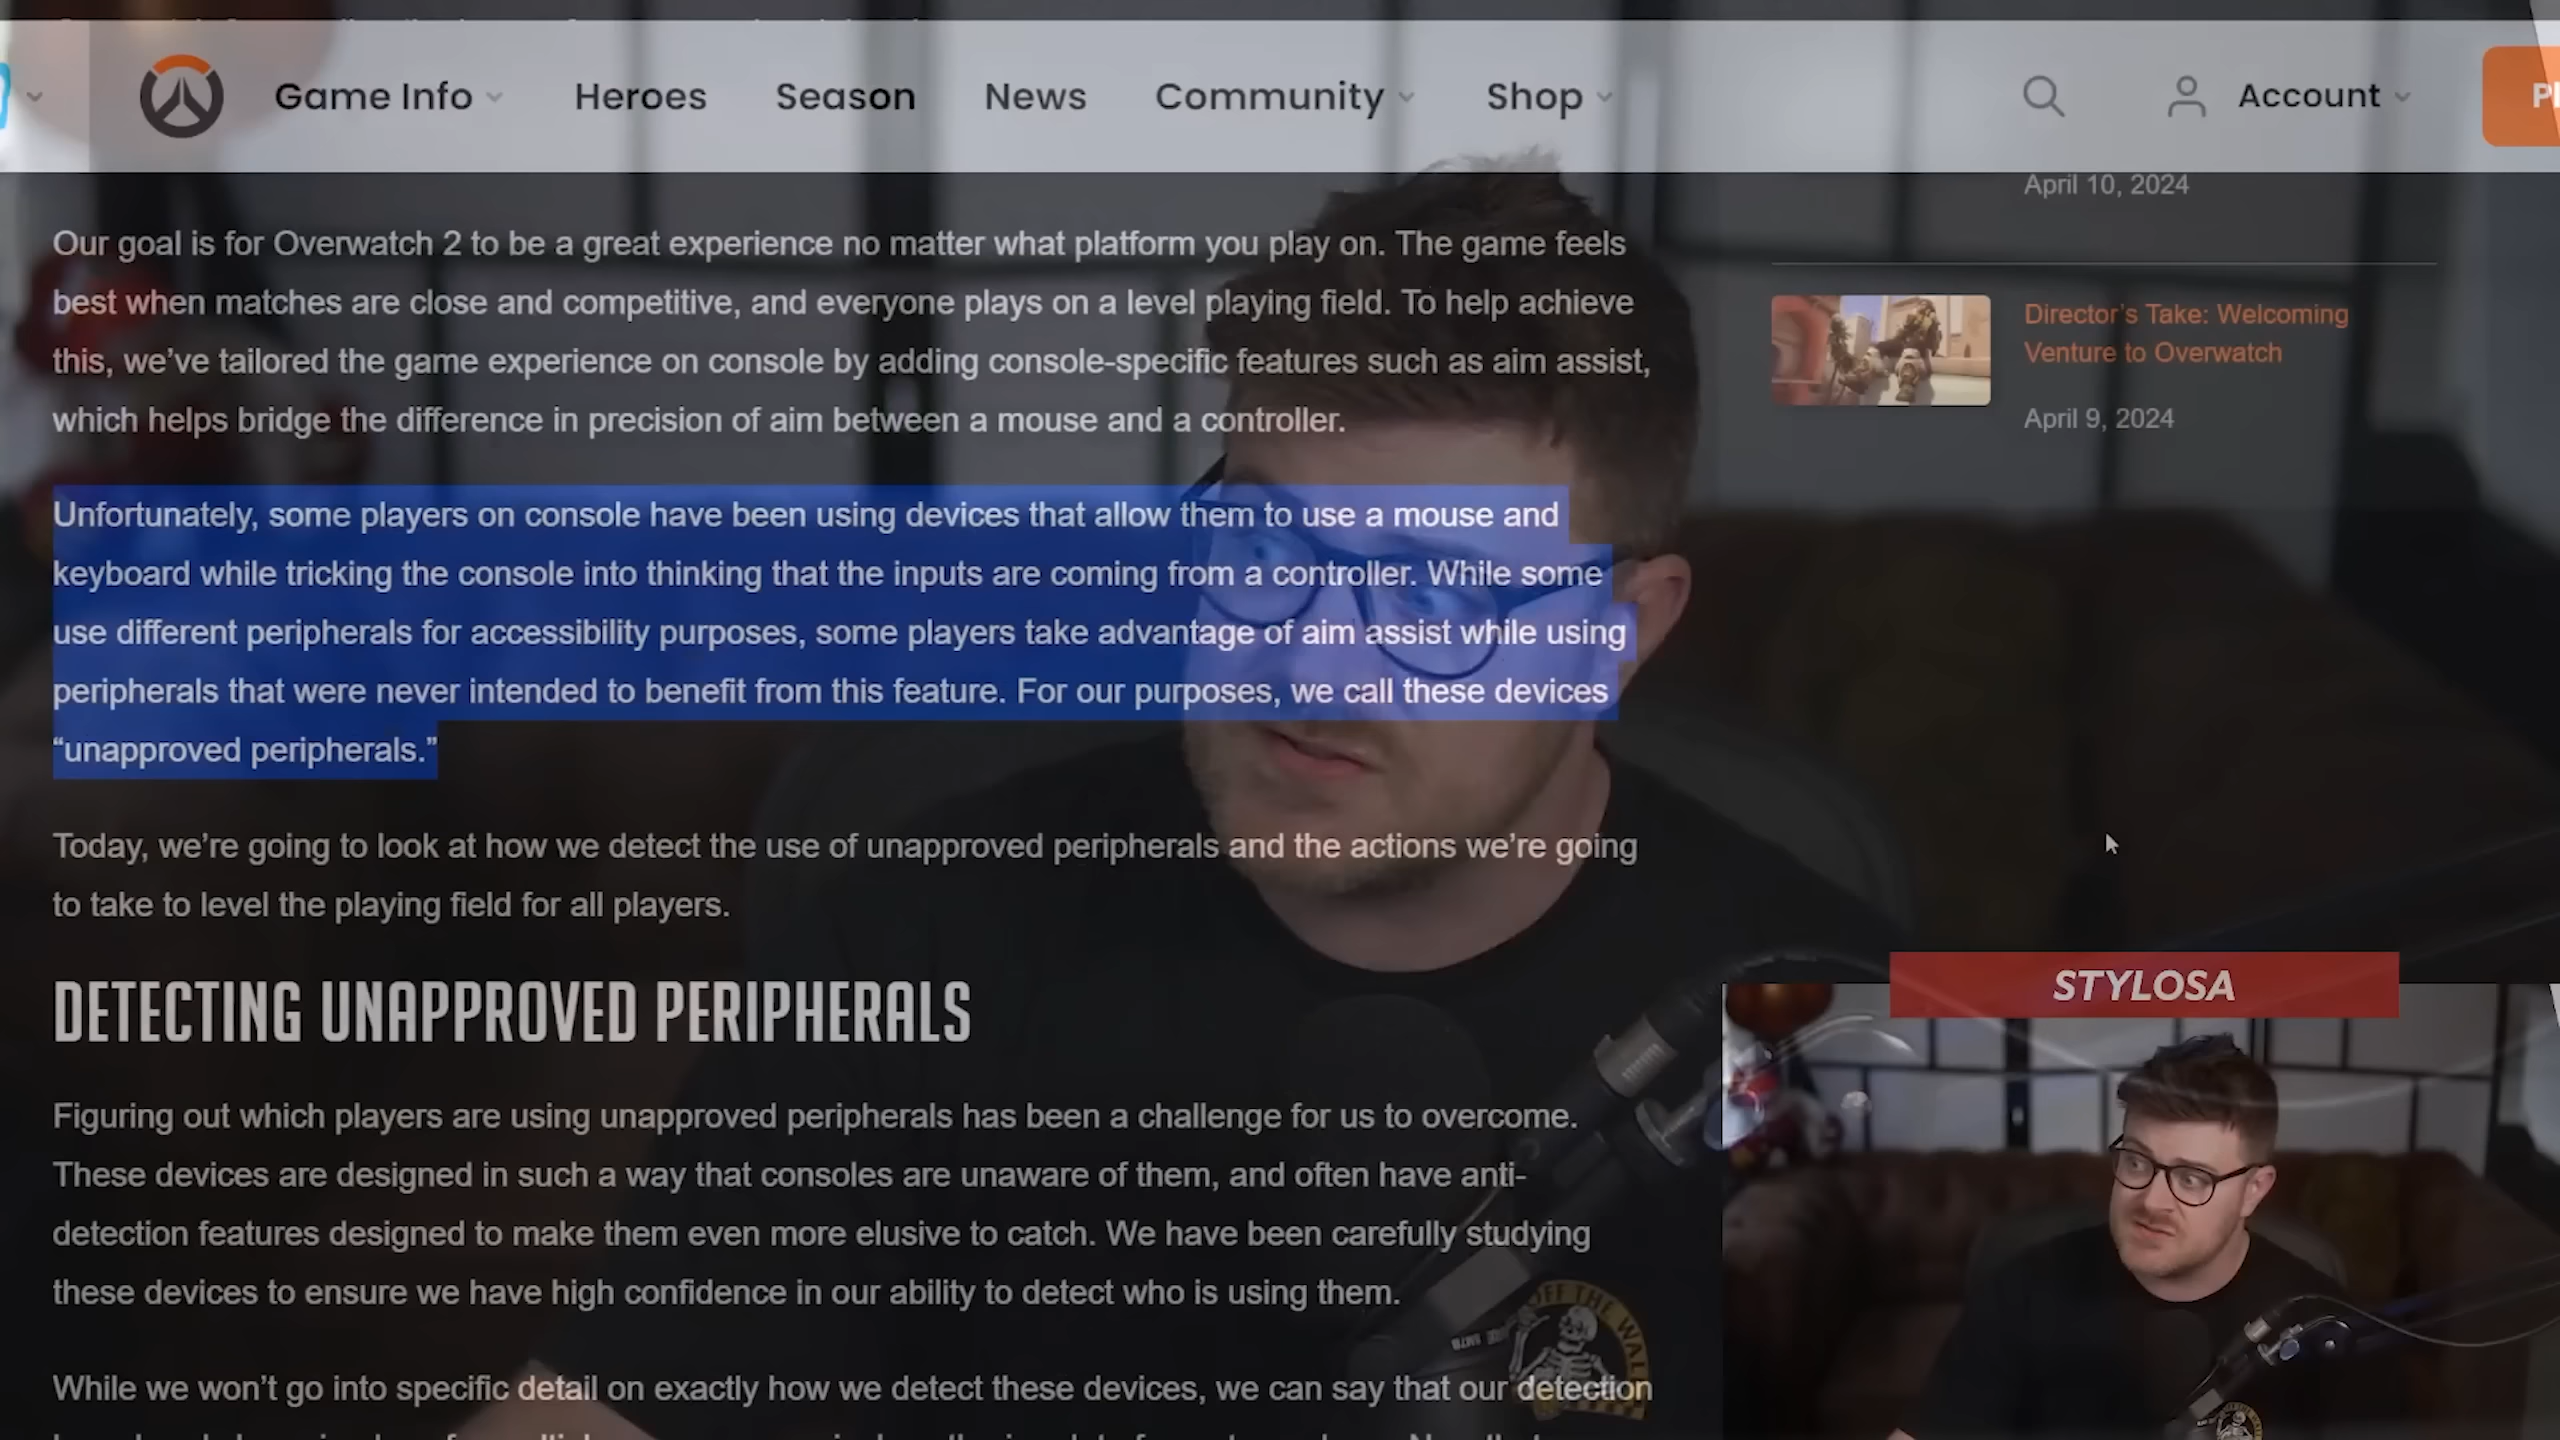 Game Info
Heroes
Season
News
Community
Shop
Account
April 10, 2024
Our goal is for Overwatch 2 to be a great experience no matter what platform you play on. The game feels
best when matches are close and competitive, and everyone plays on a level playing field. To help achieve
this, we’ve tailored the game experience on console by adding console-specific features such as aim assist,
which helps bridge the difference in precision of aim between a mouse and a controller.
Director’s Take: Welcoming
Venture to Overwatch
April 9, 2024
Unfortunately, some players on console have been using devices that allow them to use a mouse and
keyboard while tricking the console into thinking that the inputs are coming from a controller. While some
use different peripherals for accessibility purposes, some players take advantage of aim assist while using
peripherals that were never intended to benefit from this feature. For our purposes, we call these devices
“unapproved peripherals.”
Today, we’re going to look at how we detect the use of unapproved peripherals and the actions we’re going
to take to level the playing field for all players.
STYLOSA
DETECTING UNAPPROVED PERIPHERALS
Figuring out which players are using unapproved peripherals has been a challenge for us to overcome.
These devices are designed in such a way that consoles are unaware of them, and often have anti-
detection features designed to make them even more elusive to catch. We have been carefully studying
these devices to ensure we have high confidence in our ability to detect who is using them.
OFF THE WALL
While we won’t go into specific detail on exactly how we detect these devices, we can say that our detection